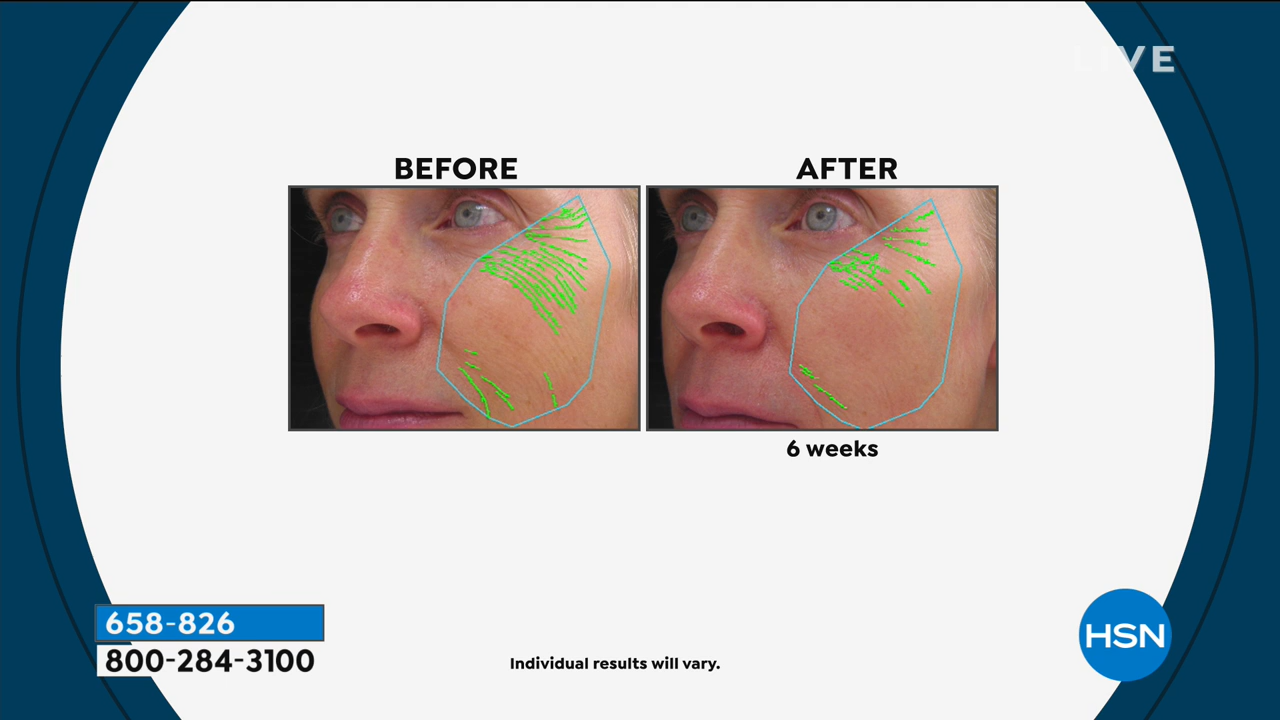 LIVE
BEFORE
AFTER
6 weeks
658-826
800-284-3100
Individual results will vary.
HSN